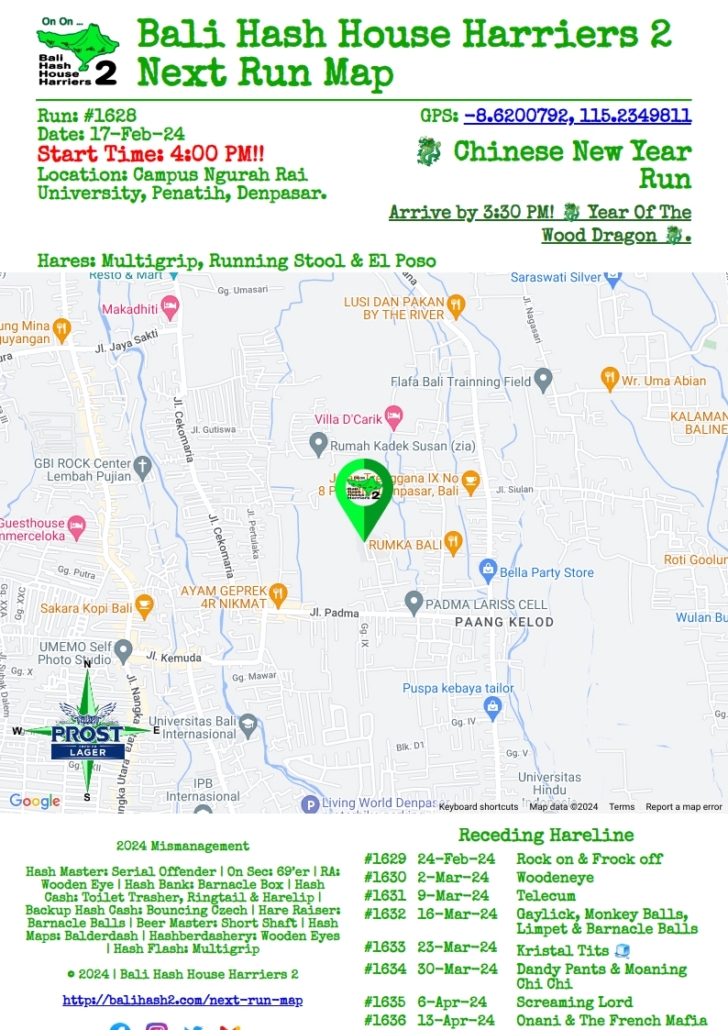 On On ...
Bali
Hash
House
Harriers 2
Bali Hash House Harriers 2
Next Run Map
Run: #1628
Date: 17-Feb-24
Start Time: 4:00 PM!!
Location: Campus Ngurah Rai
University, Penatih, Denpasar.
GPS: -8.6200792, 115.2349811
Chinese New Year
Run
Arrive by 3:30 PM! Year Of The
Wood Dragon .
Hares: Multigrip, Running Stool & El Poso
Resto & Mart
Gg. Umasari
Saraswati Silver
Makadhiti
LUSI DAN PAKAN
BY THE RIVER
Jl. Nagasari
ung Mina
guyangan
Jl. Jaya Sakti
Flafa Bali Trainning Field
Wr. Uma Abian
Jl. Cekomaria
Villa D'Carik
KALAMAN
BALINE
Jl. Gutiswa
Rumah Kadek Susan (zia)
GBI ROCK Center
Lembah Pujian
ggana IX No
npasar, Bali
Jl. Siulan
Guesthouse
mmerceloka
Jl. Cekomaria
Jl. Pertulaka
RUMKA BALI
Roti Goolun
Gg. Putra
Gg. XXC
Gg. XXA
Bella Party Store
AYAM GEPREK
4R NIKMAT
Sakara Kopi Bali
Jl. Padma
PADMA LARISS CELL
PAANG KELOD
Wulan Bu
Gg. IX
UMEMO Self
Photo Studio
Jl. Kemuda
Gg. X
Gg. Mawar
Puspa kebaya tailor
N
W
E
S
PROST
LAGER
Jl. Nangka Utara
Universitas Bali
Internasional
Gg. IV
Blk. D1
Gg. V
IPB
Internasional
Universitas
Hindu
Living World Denpas
Google
Keyboard shortcuts
Map data ©2024
Terms
Report a map error
2024 Mismanagement
Hash Master: Serial Offender | On Sec: 69'er | RA:
Wooden Eye | Hash Bank: Barnacle Box | Hash
Cash: Toilet Trasher, Ringtail & Harelip |
Backup Hash Cash: Bouncing Czech | Hare Raiser:
Barnacle Balls | Beer Master: Short Shaft | Hash
Maps: Balderdash | Hashberdashery: Wooden Eyes
| Hash Flash: Multigrip
© 2024 | Bali Hash House Harriers 2
http://balihash2.com/next-run-map
Receding Hareline
#1629 24-Feb-24 Rock on & Frock off
#1630 2-Mar-24 Woodeneye
#1631 9-Mar-24 Telecum
#1632 16-Mar-24 Gaylick, Monkey Balls,
Limpet & Barnacle Balls
#1633 23-Mar-24 Kristal Tits
#1634 30-Mar-24 Dandy Pants & Moaning
Chi Chi
#1635 6-Apr-24 Screaming Lord
#1636 13-Apr-24 Onani & The French Mafia